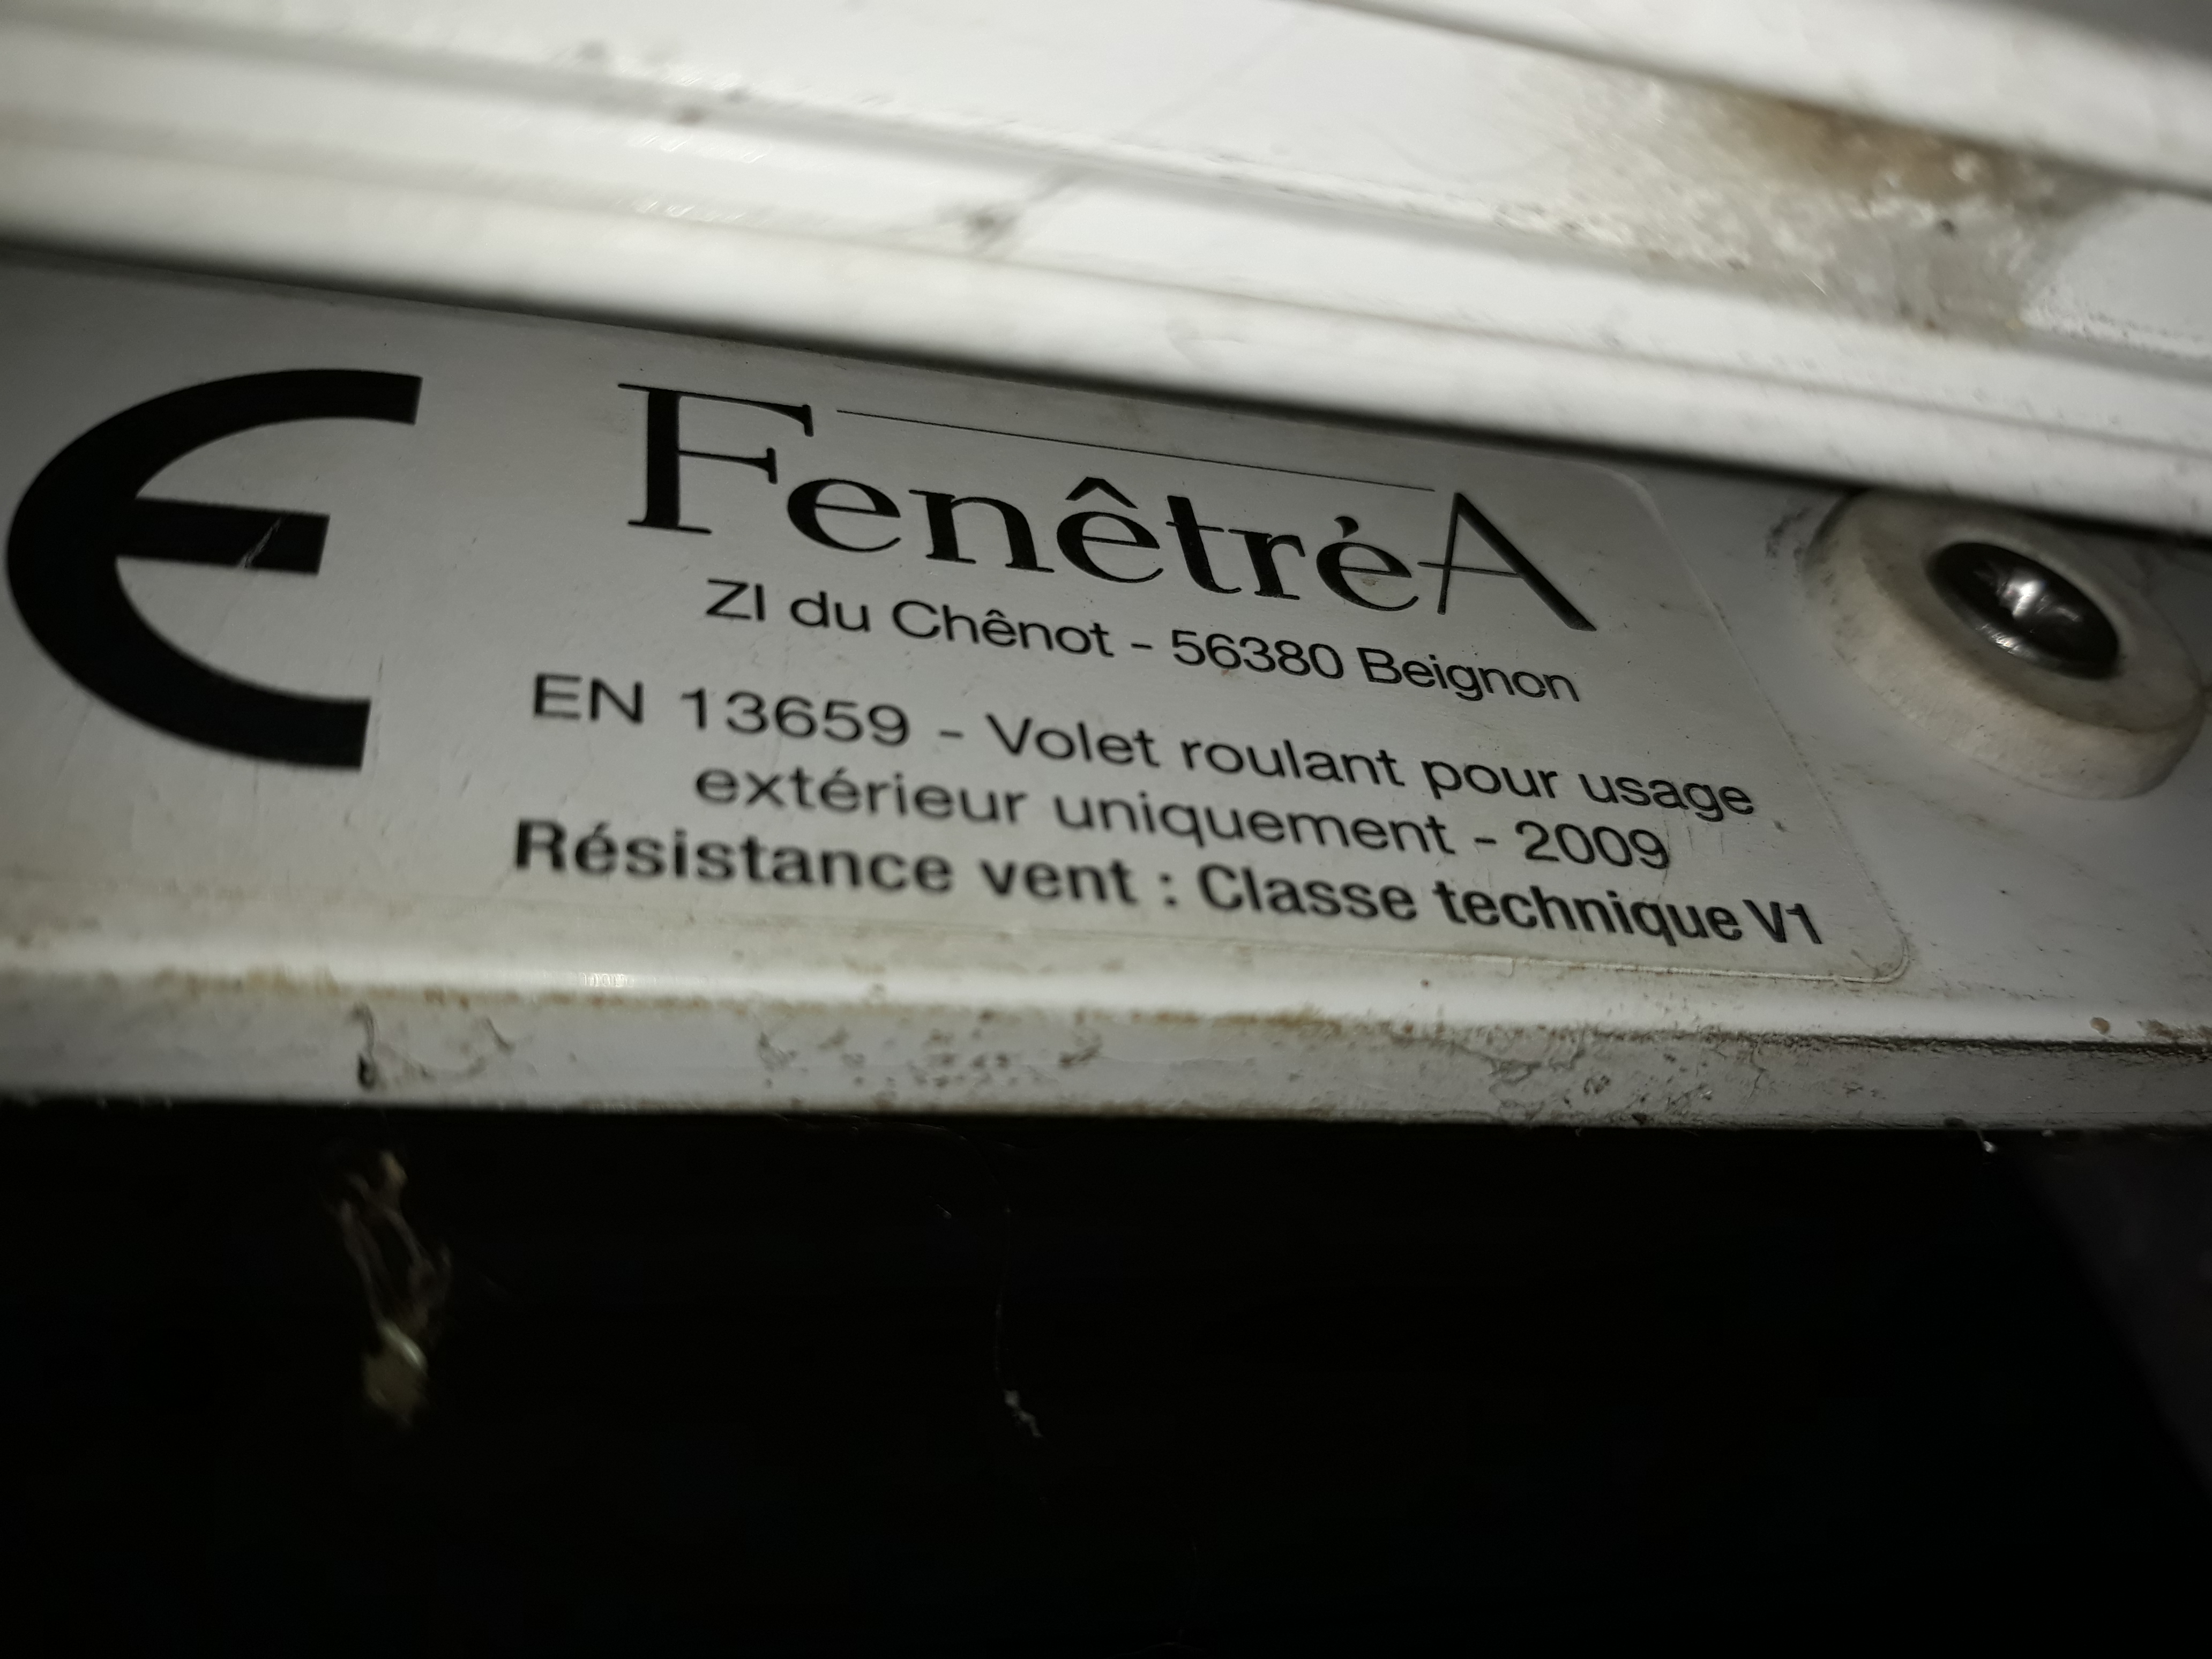 CE
FenêtréA
ZI du Chênot - 56380 Beignon
EN 13659 - Volet roulant pour usage
extérieur uniquement - 2009
Résistance vent : Classe technique V1